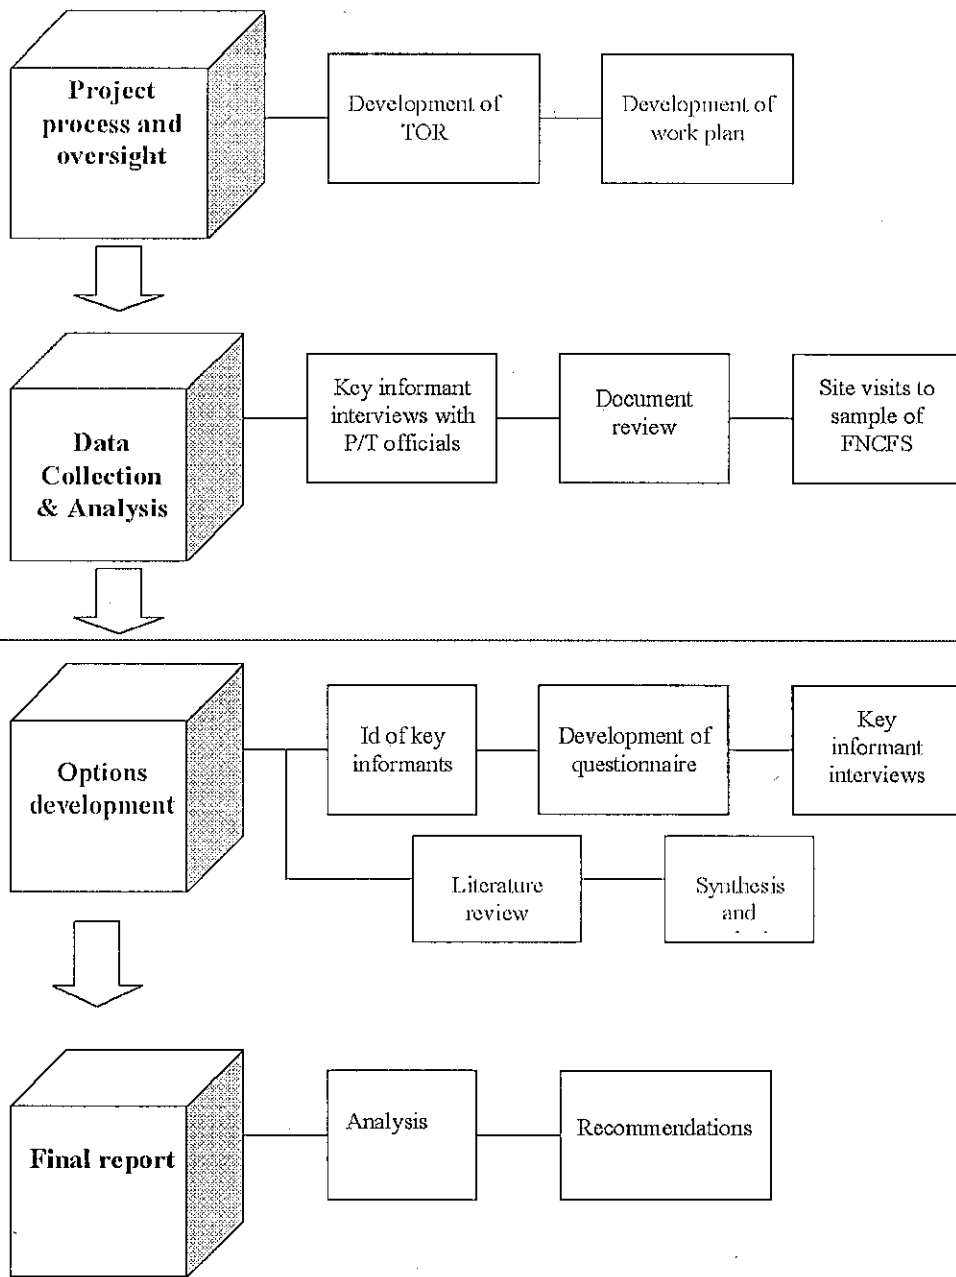 Project
process and
oversight
Development of
TOR
Development of
work plan
Data
Collection
& Analysis
Key informant
interviews with
P/T officials
Document
review
Site visits to
sample of
FNCFS
Options
development
Id of key
informants
Development of
questionnaire
Key
informant
interviews
Literature
review
Synthesis
and
Final report
Analysis
Recommendations